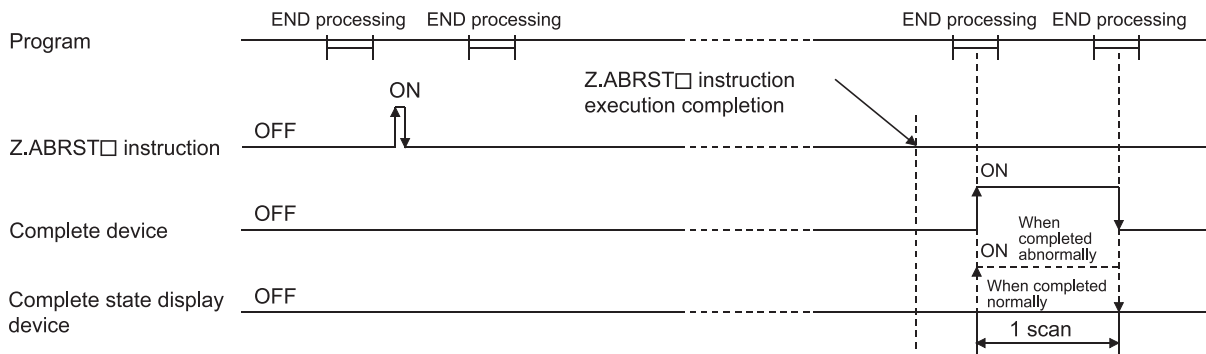 END processing
END processing
END processing
END processing
Program
ON
Z.ABRST□ instruction
execution completion
OFF
Z.ABRST□ instruction
ON
OFF
Complete device
When
completed
abnormally
ON
OFF
When completed
normally
Complete state display
device
1 scan